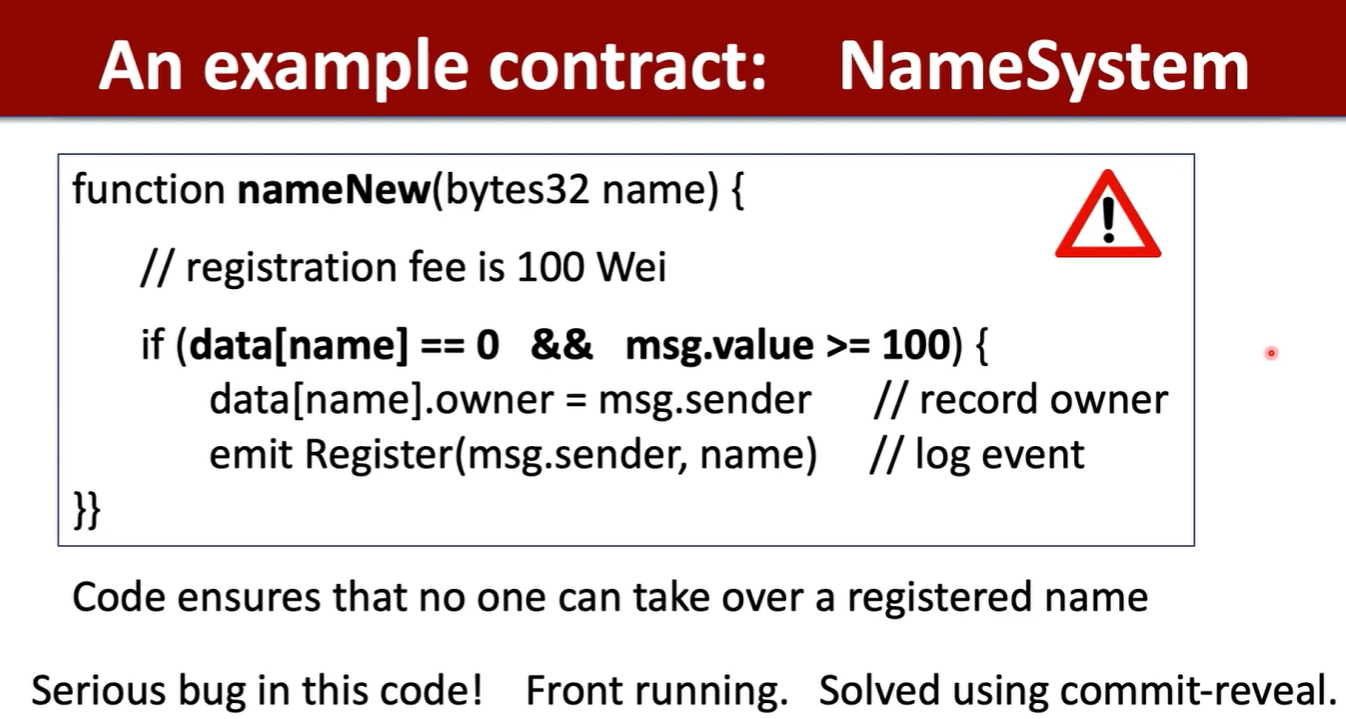 An example contract: NameSystem
function nameNew(bytes32 name) {
// registration fee is 100 Wei
if (data[name] == 0 && msg.value >= 100) {
data[name].owner = msg.sender // record owner
emit Register(msg.sender, name) // log event
}}
Code ensures that no one can take over a registered name
Serious bug in this code! Front running. Solved using commit-reveal.